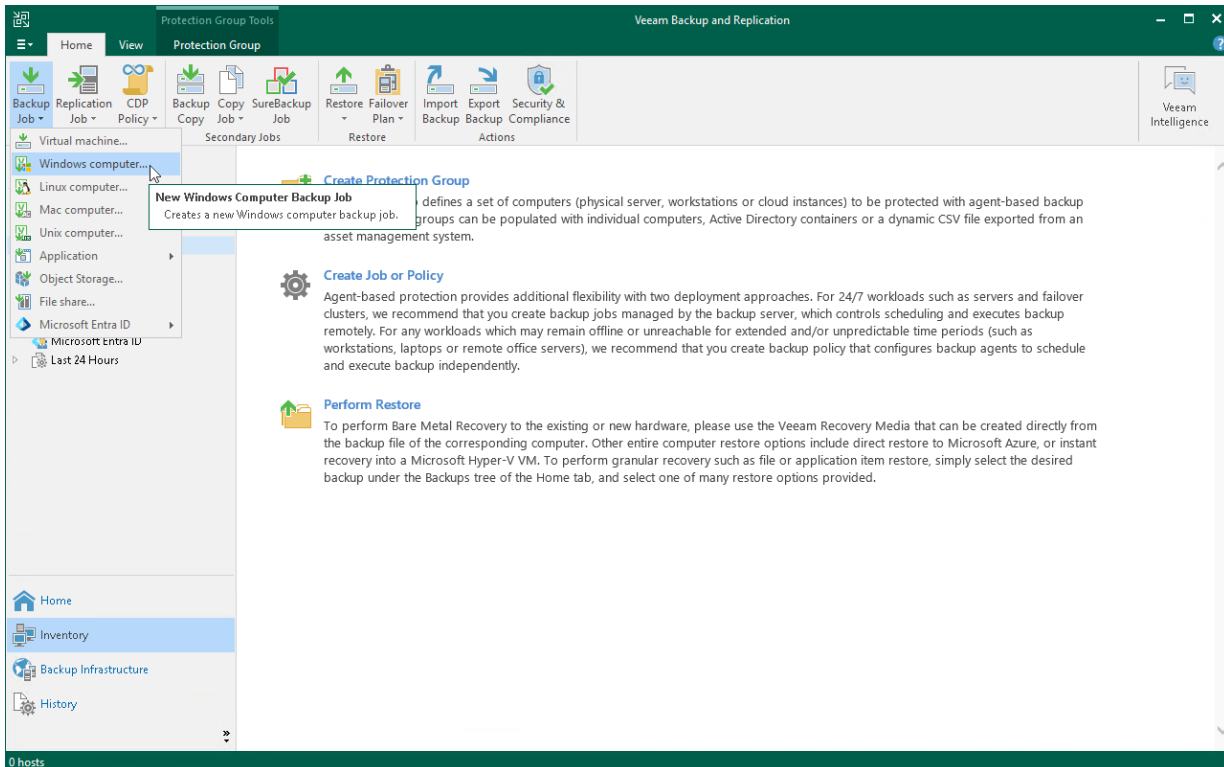 Protection Group Tools
Veeam Backup and Replication
Home
View
Protection Group
Backup Job
Replication Job
CDP Policy
Backup Copy
Copy Job
SureBackup Job
Restore
Failover Plan
Import Backup
Export Backup
Security & Compliance
Veeam Intelligence
Secondary Jobs
Restore
Actions
Virtual machine...
Windows computer...
Linux computer...
Mac computer...
Unix computer...
Application
Object Storage...
File share...
Microsoft Entra ID
New Windows Computer Backup Job
Creates a new Windows computer backup job.
Microsoft Entra ID
Last 24 Hours
Create Protection Group
defines a set of computers (physical server, workstations or cloud instances) to be protected with agent-based backup
groups can be populated with individual computers, Active Directory containers or a dynamic CSV file exported from an
asset management system.
Create Job or Policy
Agent-based protection provides additional flexibility with two deployment approaches. For 24/7 workloads such as servers and failover
clusters, we recommend that you create backup jobs managed by the backup server, which controls scheduling and executes backup
remotely. For any workloads which may remain offline or unreachable for extended and/or unpredictable time periods (such as
workstations, laptops or remote office servers), we recommend that you create backup policy that configures backup agents to schedule
and execute backup independently.
Perform Restore
To perform Bare Metal Recovery to the existing or new hardware, please use the Veeam Recovery Media that can be created directly from
the backup file of the corresponding computer. Other entire computer restore options include direct restore to Microsoft Azure, or instant
recovery into a Microsoft Hyper-V VM. To perform granular recovery such as file or application item restore, simply select the desired
backup under the Backups tree of the Home tab, and select one of many restore options provided.
Home
Inventory
Backup Infrastructure
History
0 hosts